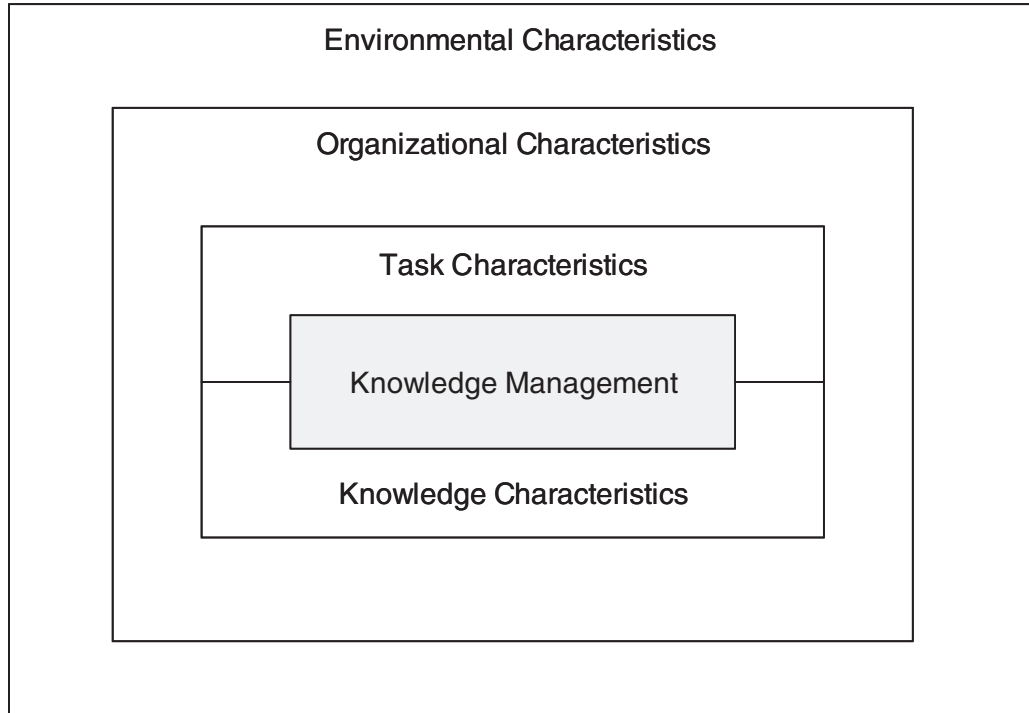 Environmental Characteristics
Organizational Characteristics
Task Characteristics
Knowledge Management
Knowledge Characteristics